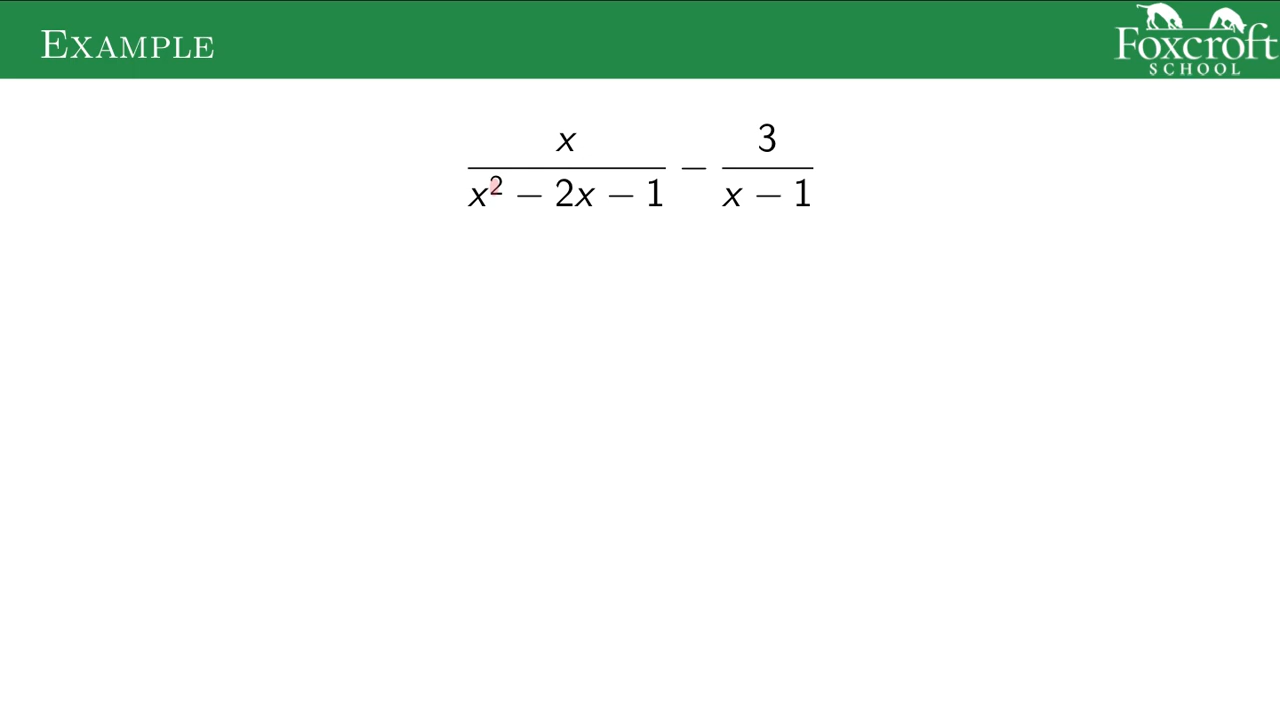 Example
Foxcroft
SCHOOL
x / (x² − 2x − 1) − 3 / (x − 1)